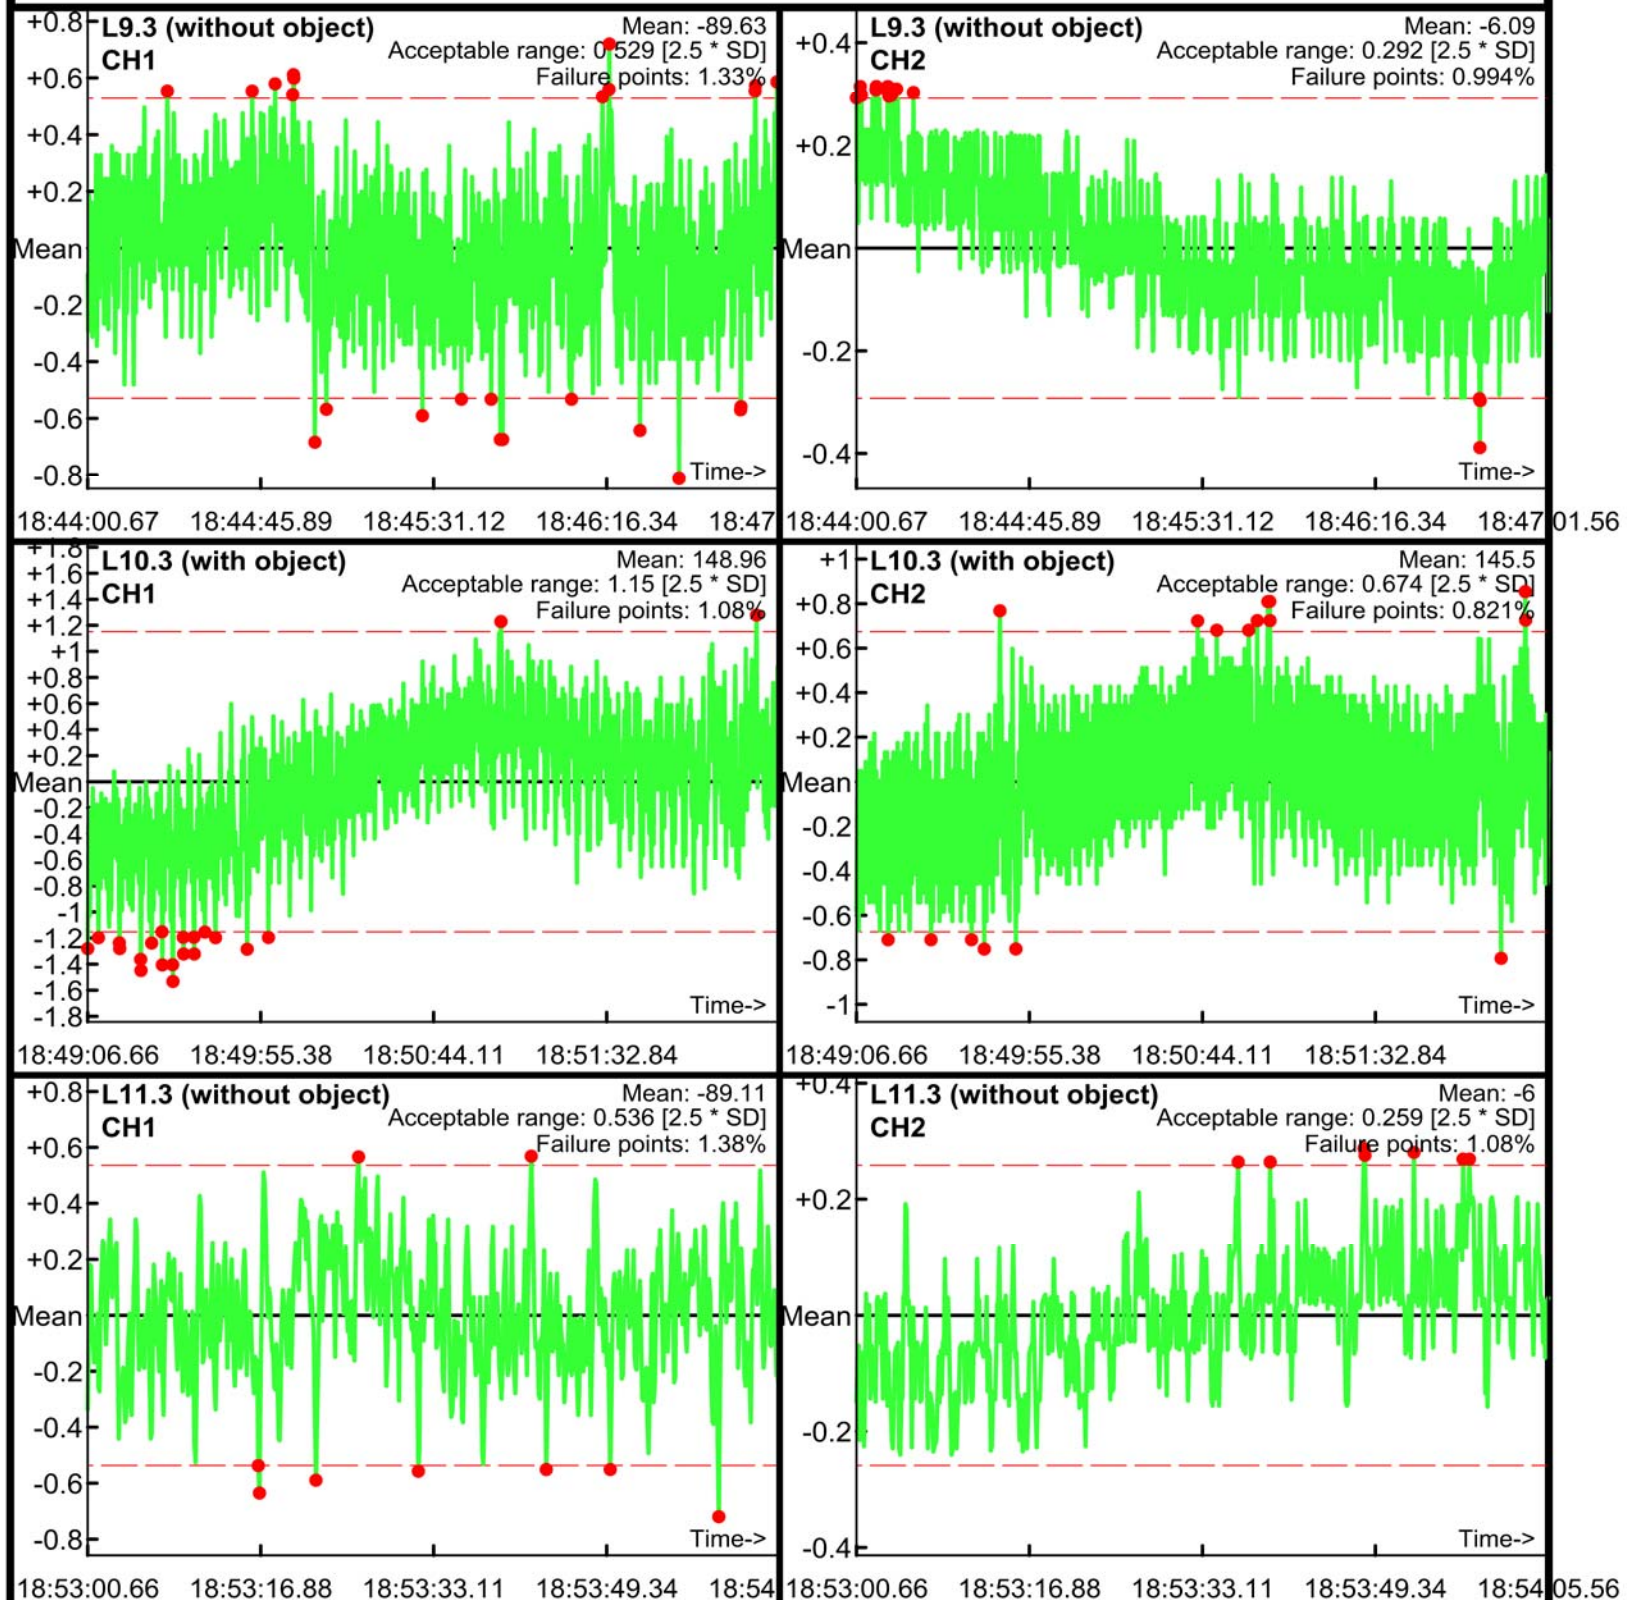 L9.3 (without object)
CH1
Mean: -89.63
Acceptable range: 0.529 [2.5 * SD]
Failure points: 1.33%
+0.8
+0.6
+0.4
+0.2
Mean
-0.2
-0.4
-0.6
-0.8
Time->
18:44:00.67 18:44:45.89 18:45:31.12 18:46:16.34 18:47
L9.3 (without object)
CH2
Mean: -6.09
Acceptable range: 0.292 [2.5 * SD]
Failure points: 0.994%
+0.4
+0.2
Mean
-0.2
-0.4
Time->
18:44:00.67 18:44:45.89 18:45:31.12 18:46:16.34 18:47:01.56
L10.3 (with object)
CH1
Mean: 148.96
Acceptable range: 1.15 [2.5 * SD]
Failure points: 1.08%
+1.8
+1.6
+1.4
+1.2
+1
+0.8
+0.6
+0.4
+0.2
Mean
-0.2
-0.4
-0.6
-0.8
-1
-1.2
-1.4
-1.6
-1.8
Time->
18:49:06.66 18:49:55.38 18:50:44.11 18:51:32.84
L10.3 (with object)
CH2
Mean: 145.5
Acceptable range: 0.674 [2.5 * SD]
Failure points: 0.821%
+1
+0.8
+0.6
+0.4
+0.2
Mean
-0.2
-0.4
-0.6
-0.8
-1
Time->
18:49:06.66 18:49:55.38 18:50:44.11 18:51:32.84
L11.3 (without object)
CH1
Mean: -89.11
Acceptable range: 0.536 [2.5 * SD]
Failure points: 1.38%
+0.8
+0.6
+0.4
+0.2
Mean
-0.2
-0.4
-0.6
-0.8
Time->
18:53:00.66 18:53:16.88 18:53:33.11 18:53:49.34 18:54
L11.3 (without object)
CH2
Mean: -6
Acceptable range: 0.259 [2.5 * SD]
Failure points: 1.08%
+0.4
+0.2
Mean
-0.2
-0.4
Time->
18:53:00.66 18:53:16.88 18:53:33.11 18:53:49.34 18:54:05.56